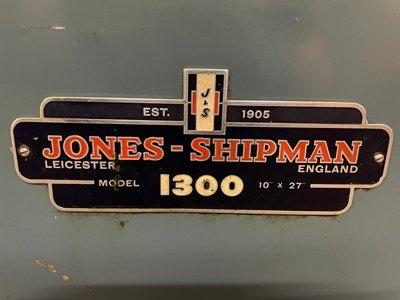 J & S
EST. 1905
JONES-SHIPMAN
LEICESTER ENGLAND
MODEL 1300 10" X 27"